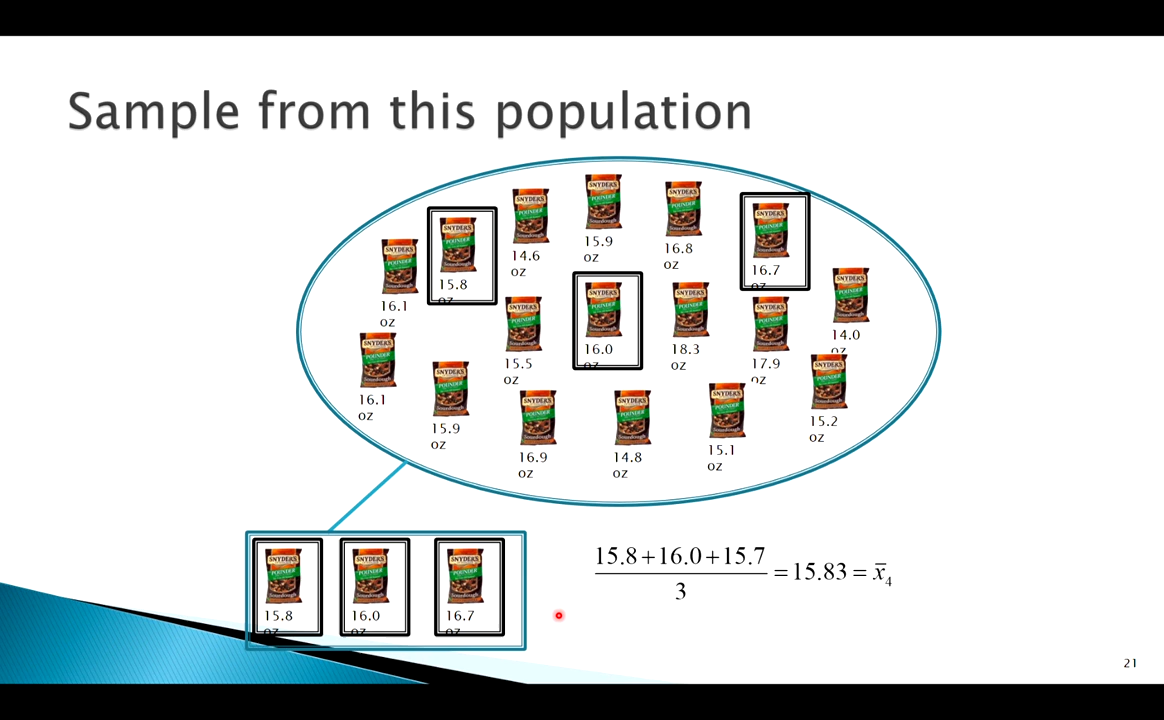 Sample from this population
14.6
oz
15.9
oz
16.8
oz
16.7
oz
15.8
oz
16.1
oz
15.5
oz
16.0
oz
18.3
oz
17.9
oz
14.0
oz
16.1
oz
15.9
oz
16.9
oz
14.8
oz
15.1
oz
15.2
oz
15.8
oz
16.0
oz
16.7
oz
15.8+16.0+15.7
3
=15.83= x̄₄
SNYDER'S
POUNDER
Sourdough
21